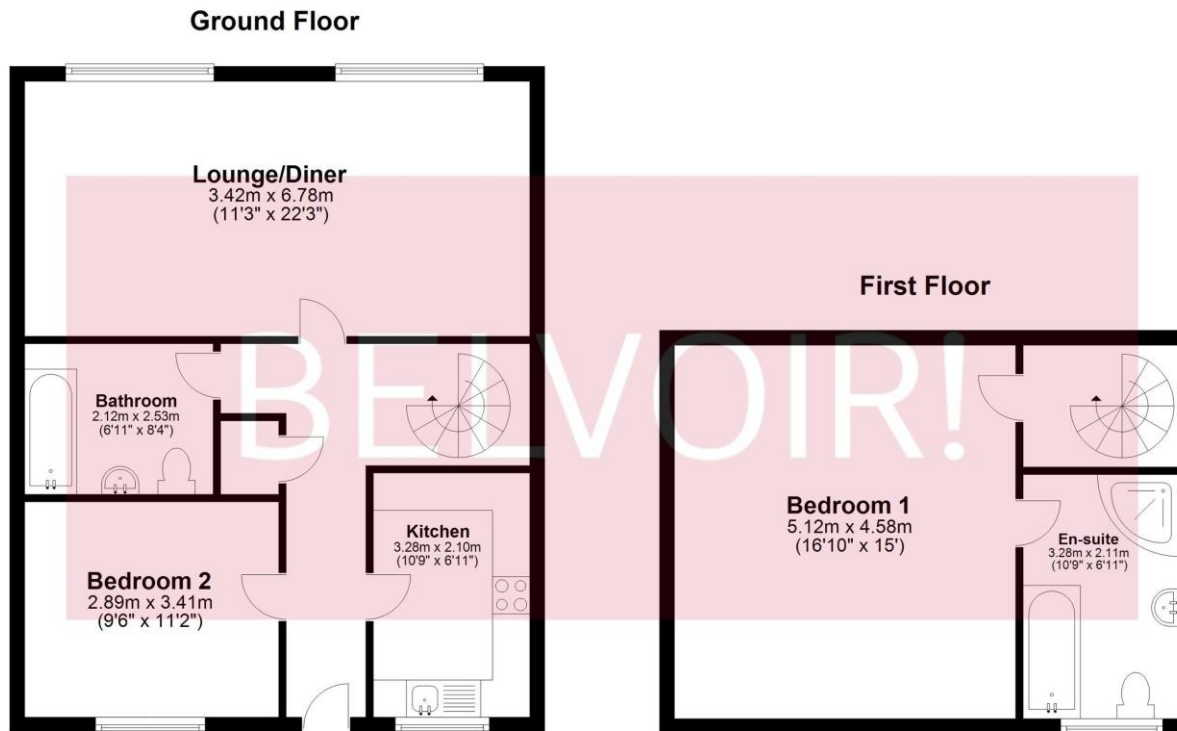 Ground Floor
Lounge/Diner
3.42m x 6.78m
(11'3" x 22'3")
Bathroom
2.12m x 2.53m
(6'11" x 8'4")
Kitchen
3.28m x 2.10m
(10'9" x 6'11")
Bedroom 2
2.89m x 3.41m
(9'6" x 11'2")
First Floor
Bedroom 1
5.12m x 4.58m
(16'10" x 15')
En-suite
3.28m x 2.11m
(10'9" x 6'11")
BELVOIR!